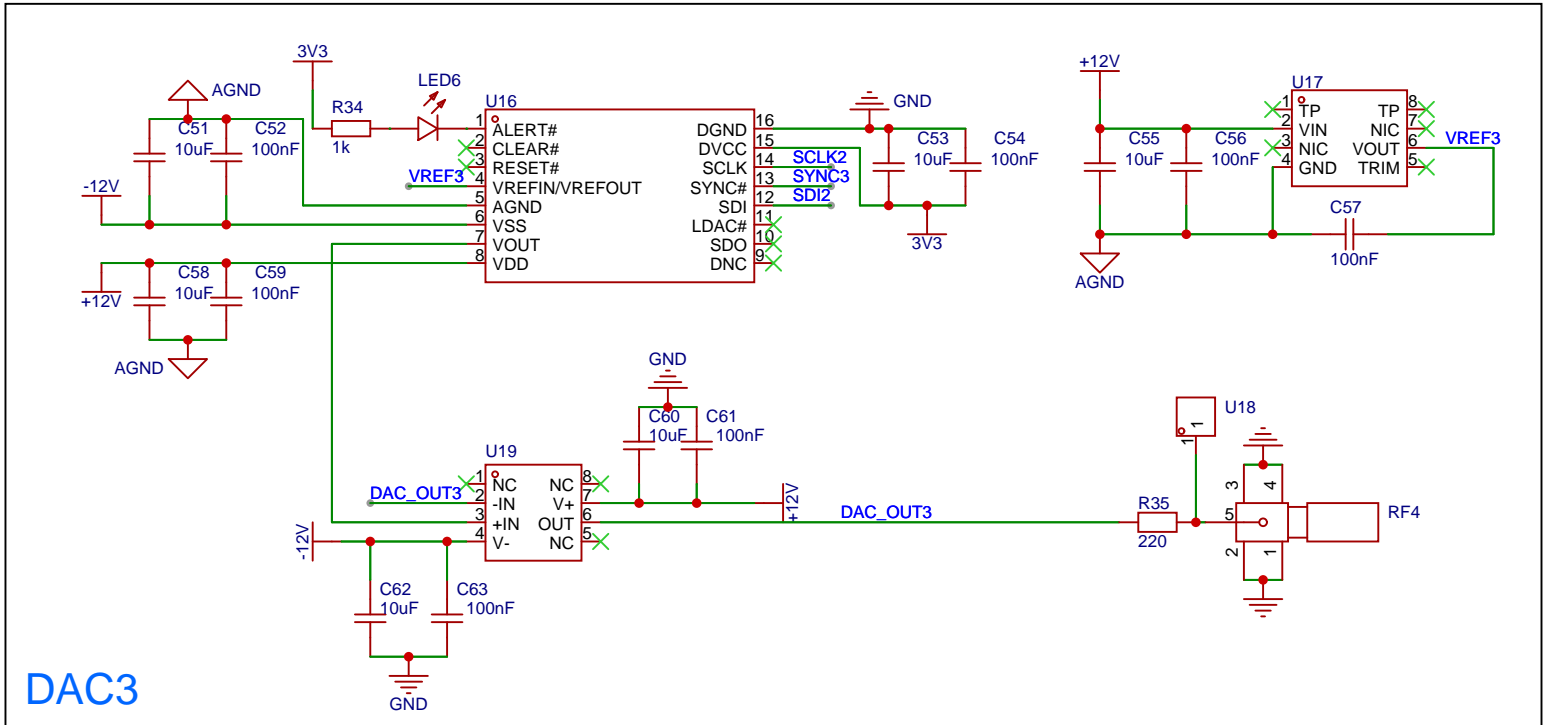 3V3
LED6
AGND
R34
1k
C51
10uF
C52
100nF
-12V
VREF3
U16
1 ALERT#
2 CLEAR#
3 RESET#
4 VREFIN/VREFOUT
5 AGND
6 VSS
7 VOUT
8 VDD
DGND 16
DVCC 15
SCLK 14
SYNC# 13
SDI 12
LDAC# 11
SDO 10
DNC 9
SCLK2
SYNC3
SDI2
GND
C53
10uF
C54
100nF
3V3
+12V
C55
10uF
C56
100nF
U17
1 TP
2 VIN
3 NIC
4 GND
TP 8
NIC 7
VOUT 6
TRIM 5
VREF3
C57
100nF
AGND
+12V
C58
10uF
C59
100nF
AGND
GND
C60
10uF
C61
100nF
U19
1 NC
2 -IN
3 +IN
4 V-
NC 8
V+ 7
OUT 6
NC 5
DAC_OUT3
-12V
+12V
C62
10uF
C63
100nF
GND
DAC_OUT3
R35
220
U18
1
1
3
4
5
2
1
RF4
DAC3